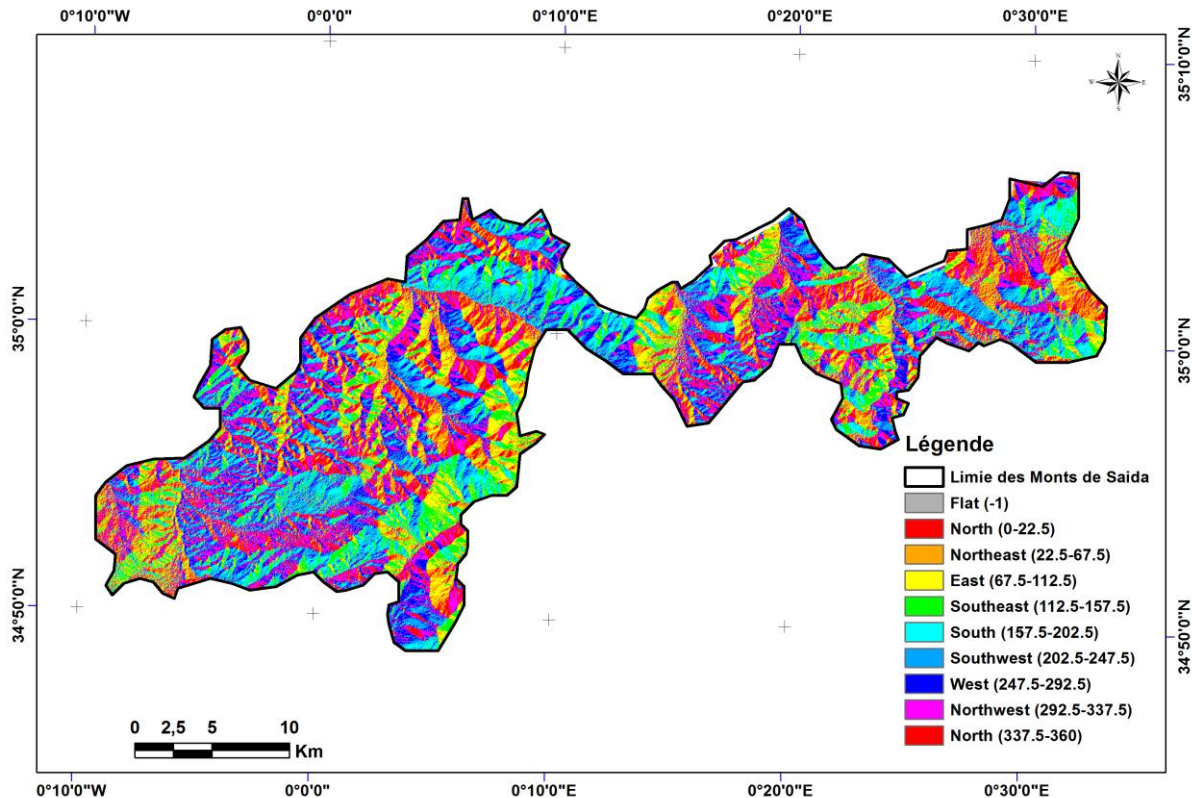 0°10'0"W 0°0'0" 0°10'0"E 0°20'0"E 0°30'0"E
35°10'0"N
N
W E
S
35°0'0"N
35°0'0"N
Légende
Limie des Monts de Saida
Flat (-1)
North (0-22.5)
Northeast (22.5-67.5)
East (67.5-112.5)
Southeast (112.5-157.5)
South (157.5-202.5)
Southwest (202.5-247.5)
West (247.5-292.5)
Northwest (292.5-337.5)
North (337.5-360)
34°50'0"N
34°50'0"N
0 2,5 5 10
Km
0°10'0"W 0°0'0" 0°10'0"E 0°20'0"E 0°30'0"E